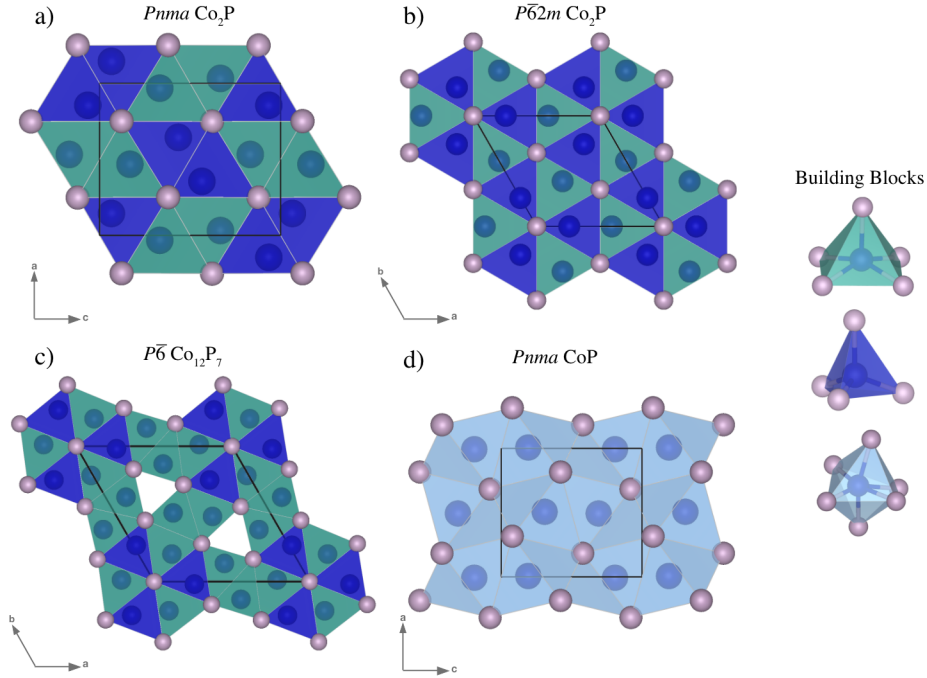 a) Pnma Co₂P
b) P6̅2m Co₂P
a
c
b
a
Building Blocks
c) P6̅ Co₁₂P₇
d) Pnma CoP
b
a
a
c